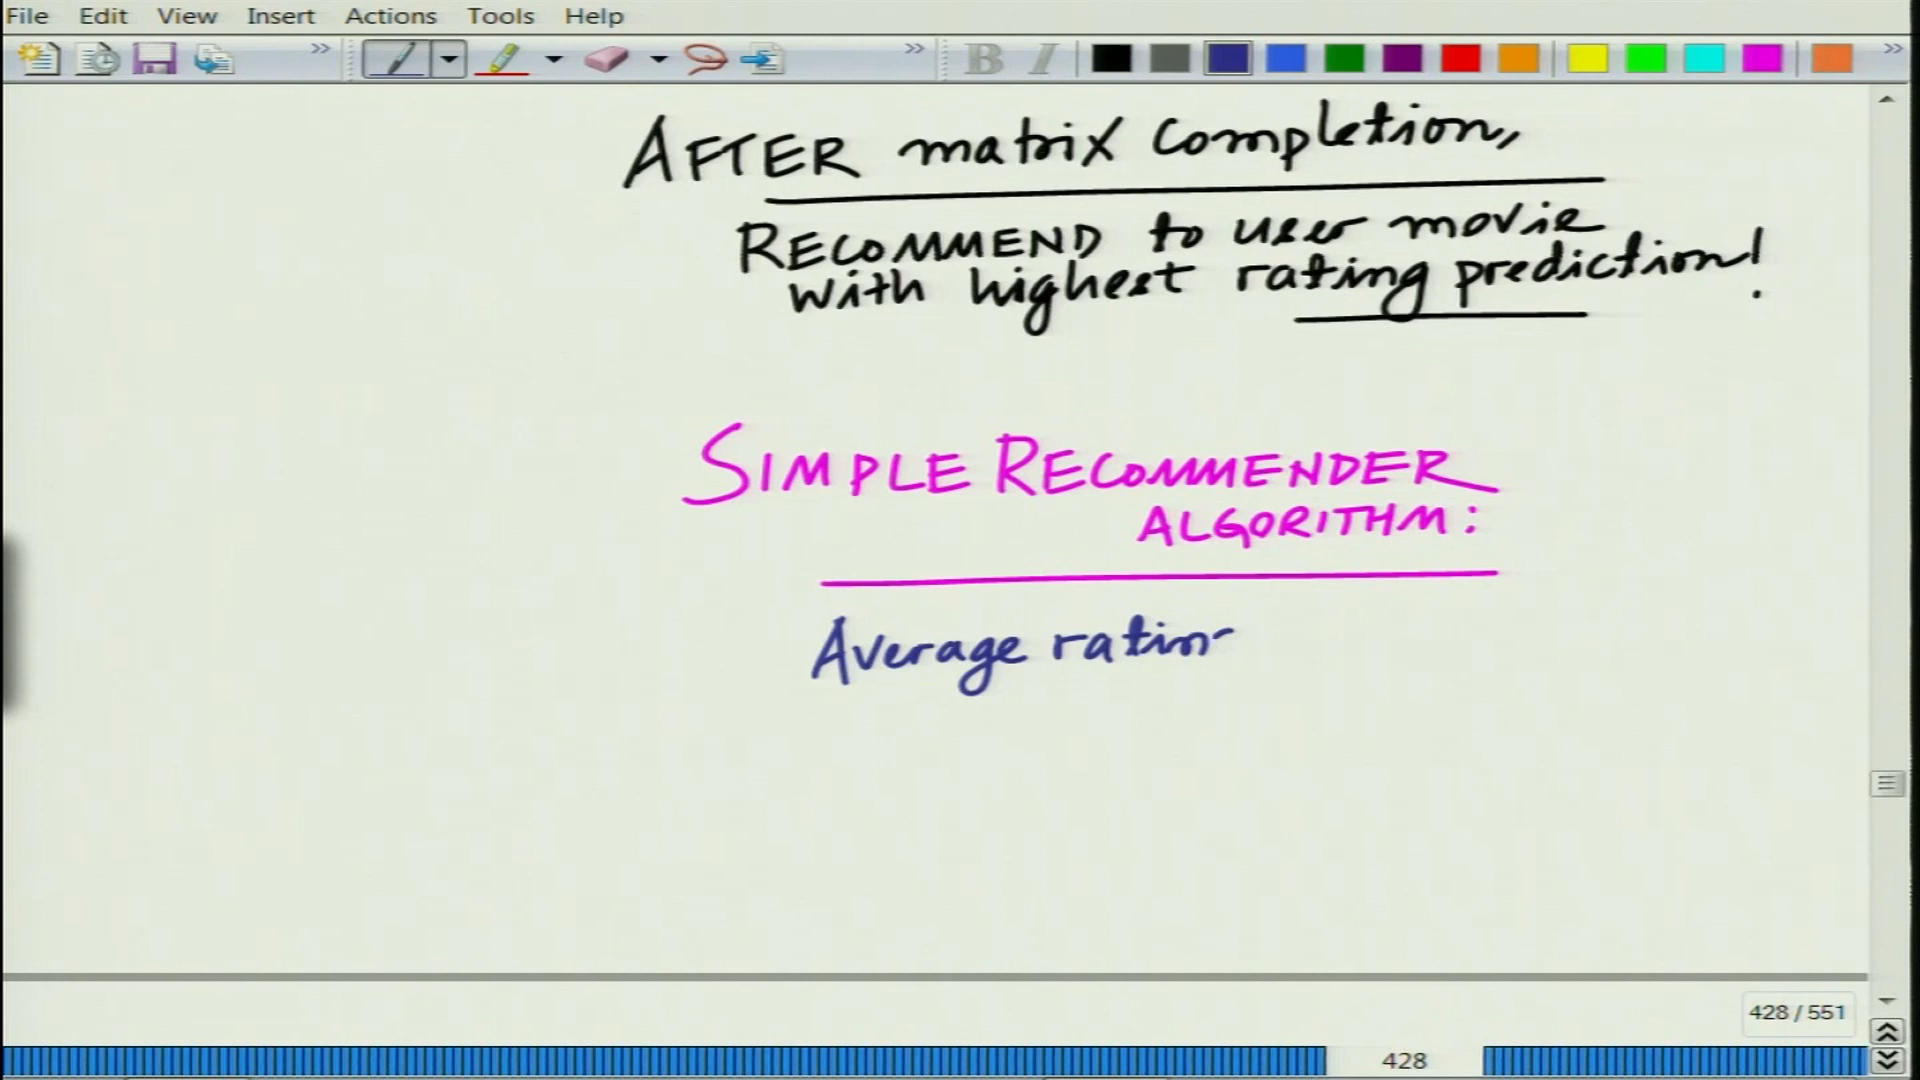 File Edit View Insert Actions Tools Help
B I
AFTER matrix completion,
RECOMMEND to user movie
with highest rating prediction!
SIMPLE RECOMMENDER
ALGORITHM:
Average ratin
428 / 551
428